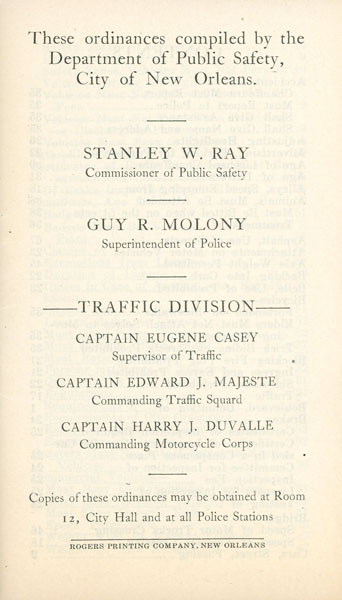 These ordinances compiled by the
Department of Public Safety,
City of New Orleans.
STANLEY W. RAY
Commissioner of Public Safety
GUY R. MOLONY
Superintendent of Police
TRAFFIC DIVISION
CAPTAIN EUGENE CASEY
Supervisor of Traffic
CAPTAIN EDWARD J. MAJESTE
Commanding Traffic Squard
CAPTAIN HARRY J. DUVALLE
Commanding Motorcycle Corps
Copies of these ordinances may be obtained at Room
12, City Hall and at all Police Stations
ROGERS PRINTING COMPANY, NEW ORLEANS